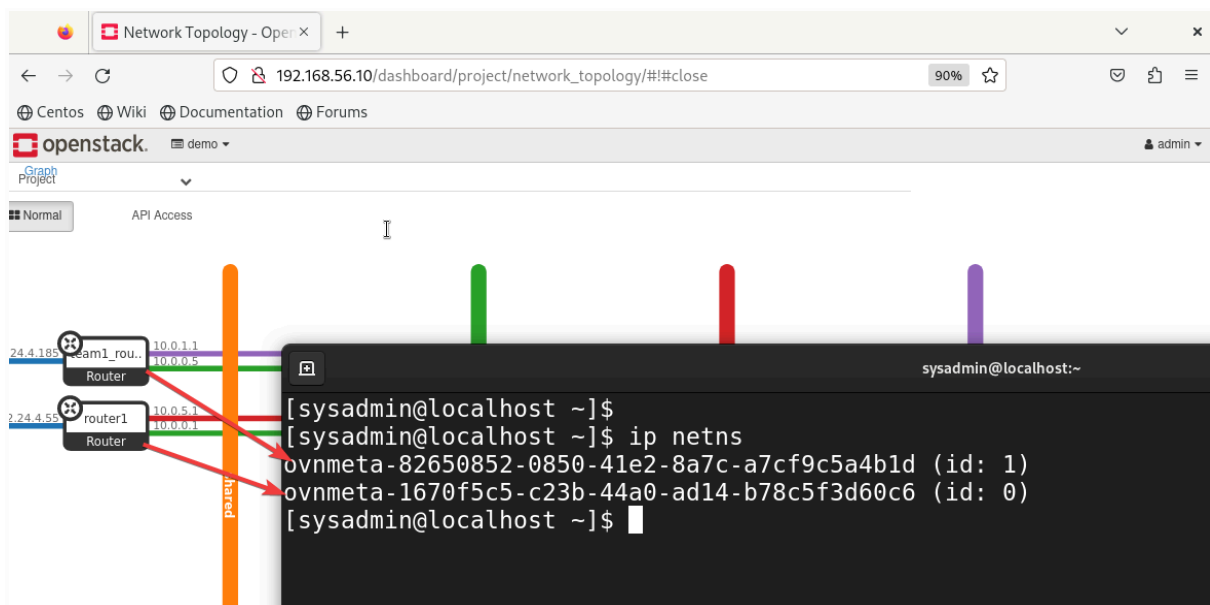 Network Topology - Oper
192.168.56.10/dashboard/project/network_topology/#!#close
90%
Centos Wiki Documentation Forums
openstack. demo admin
Graph
Project
Normal API Access
24.4.185 team1_rou.. 10.0.1.1
10.0.0.5
Router
2.24.4.55 router1 10.0.5.1
10.0.0.1
Router
hared
sysadmin@localhost:~
[sysadmin@localhost ~]$
[sysadmin@localhost ~]$ ip netns
ovnmeta-82650852-0850-41e2-8a7c-a7cf9c5a4b1d (id: 1)
ovnmeta-1670f5c5-c23b-44a0-ad14-b78c5f3d60c6 (id: 0)
[sysadmin@localhost ~]$